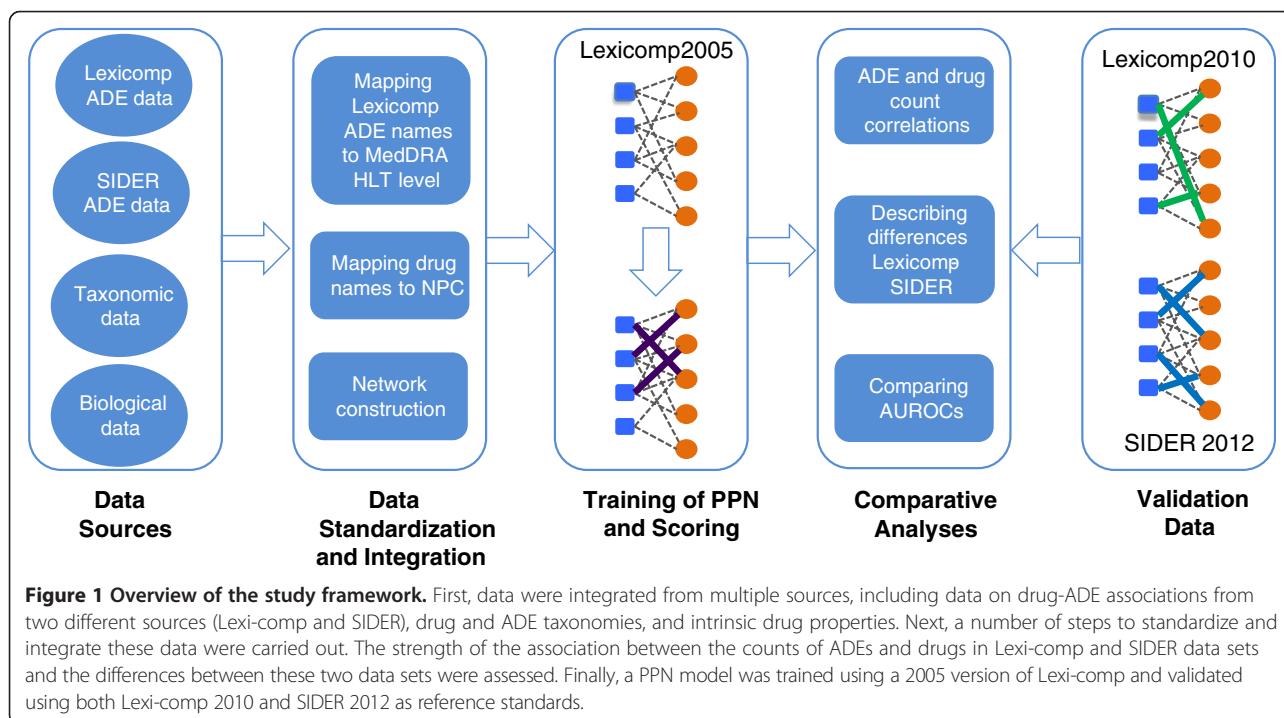 Lexicomp
ADE data
SIDER
ADE data
Taxonomic
data
Biological
data
Data
Sources
Mapping
Lexicomp
ADE names
to MedDRA
HLT level
Mapping drug
names to NPC
Network
construction
Data
Standardization
and Integration
Lexicomp2005
Training of PPN
and Scoring
ADE and drug
count
correlations
Describing
differences
Lexicomp-
SIDER
Comparing
AUROCs
Comparative
Analyses
Lexicomp2010
SIDER 2012
Validation
Data
Figure 1 Overview of the study framework. First, data were integrated from multiple sources, including data on drug-ADE associations from
two different sources (Lexi-comp and SIDER), drug and ADE taxonomies, and intrinsic drug properties. Next, a number of steps to standardize and
integrate these data were carried out. The strength of the association between the counts of ADEs and drugs in Lexi-comp and SIDER data sets
and the differences between these two data sets were assessed. Finally, a PPN model was trained using a 2005 version of Lexi-comp and validated
using both Lexi-comp 2010 and SIDER 2012 as reference standards.